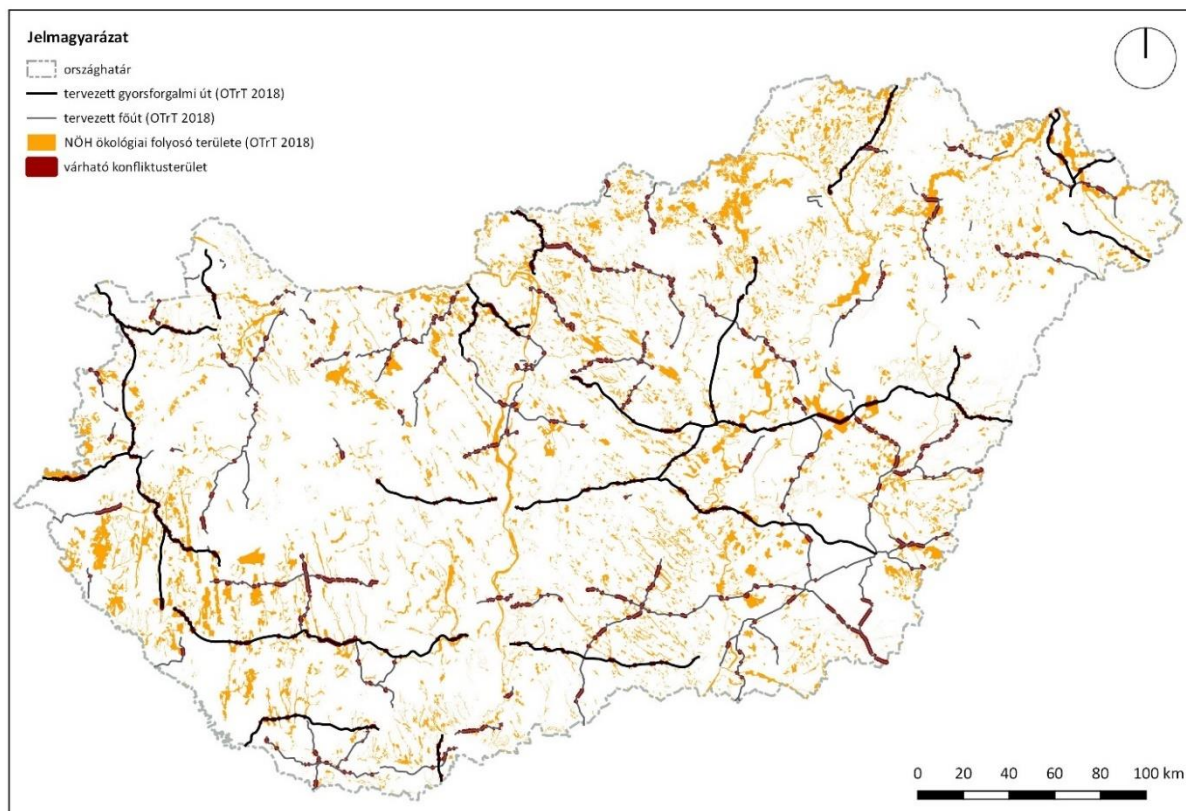 Jelmagyarázat
országhatár
tervezett gyorsforgalmi út (OTrT 2018)
tervezett főút (OTrT 2018)
NÖH ökológiai folyosó területe (OTrT 2018)
várható konfliktusterület
0 20 40 60 80 100 km